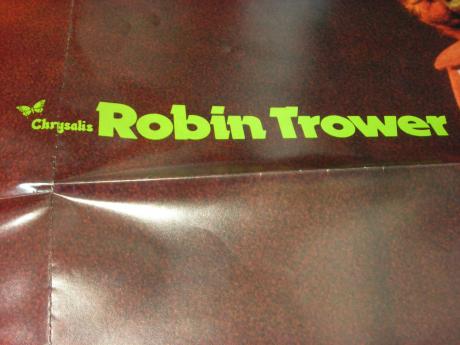 Chrysalis Robin Trower